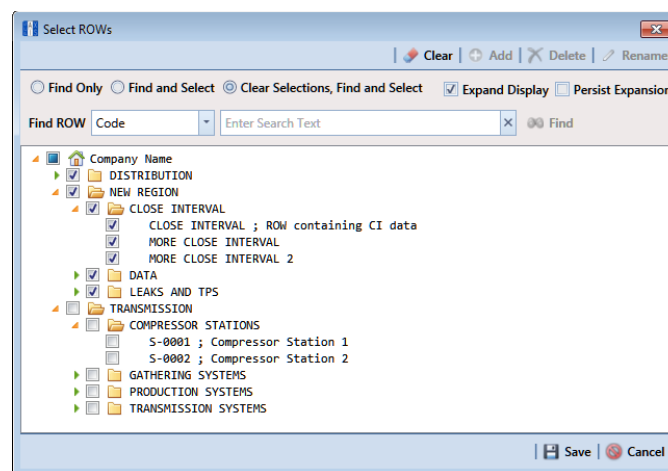 Select ROWs
Clear Add Delete Rename
Find Only Find and Select Clear Selections, Find and Select Expand Display Persist Expansion
Find ROW Code Enter Search Text Find
Company Name
DISTRIBUTION
NEW REGION
CLOSE INTERVAL
CLOSE INTERVAL ; ROW containing CI data
MORE CLOSE INTERVAL
MORE CLOSE INTERVAL 2
DATA
LEAKS AND TPS
TRANSMISSION
COMPRESSOR STATIONS
S-0001 ; Compressor Station 1
S-0002 ; Compressor Station 2
GATHERING SYSTEMS
PRODUCTION SYSTEMS
TRANSMISSION SYSTEMS
Save Cancel